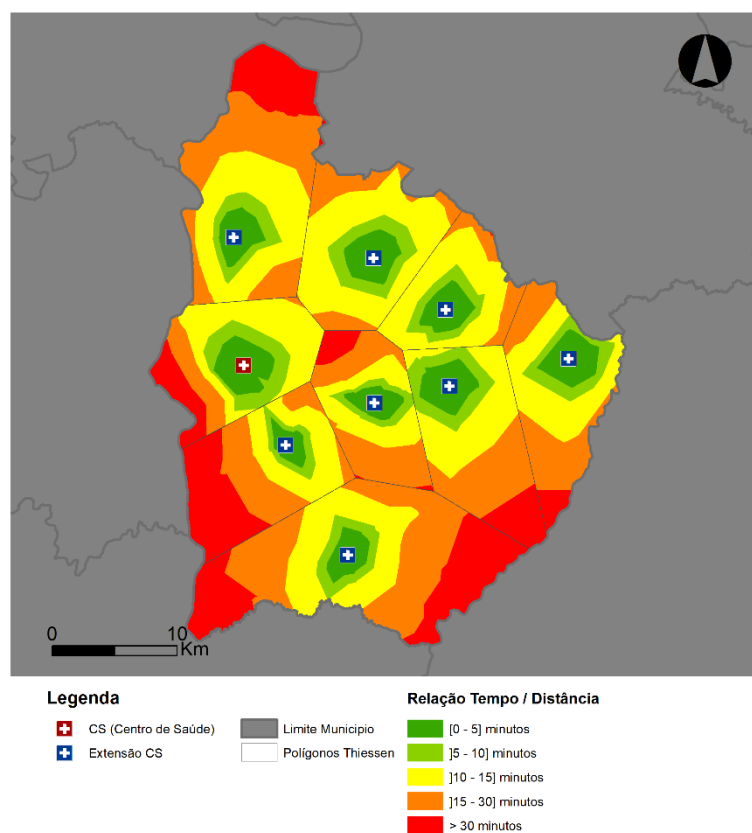 0 10
Km
Legenda
CS (Centro de Saúde)
Extensão CS
Limite Municipio
Polígonos Thiessen
Relação Tempo / Distância
[0 - 5] minutos
]5 - 10] minutos
]10 - 15] minutos
]15 - 30] minutos
> 30 minutos